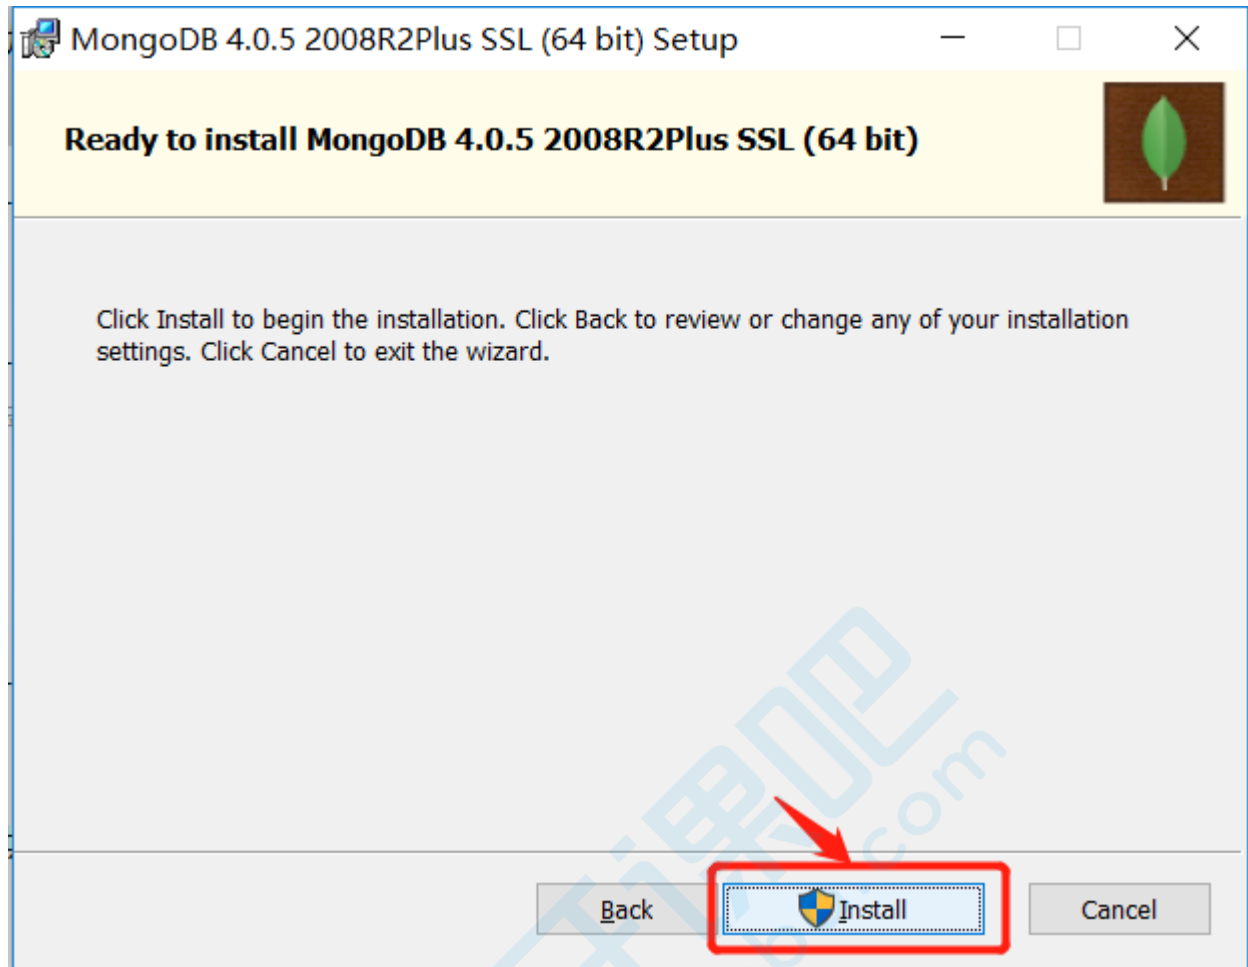 MongoDB 4.0.5 2008R2Plus SSL (64 bit) Setup
Ready to install MongoDB 4.0.5 2008R2Plus SSL (64 bit)
Click Install to begin the installation. Click Back to review or change any of your installation
settings. Click Cancel to exit the wizard.
Back
Install
Cancel